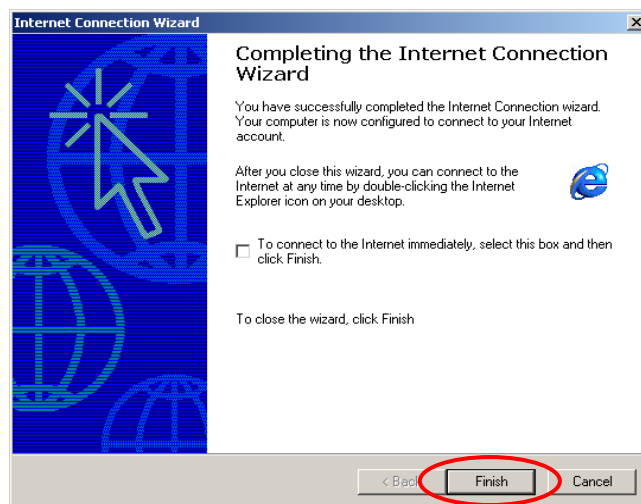 Internet Connection Wizard
Completing the Internet Connection
Wizard
You have successfully completed the Internet Connection wizard.
Your computer is now configured to connect to your Internet
account.
After you close this wizard, you can connect to the
Internet at any time by double-clicking the Internet
Explorer icon on your desktop.
To connect to the Internet immediately, select this box and then
click Finish.
To close the wizard, click Finish
< Back Finish Cancel